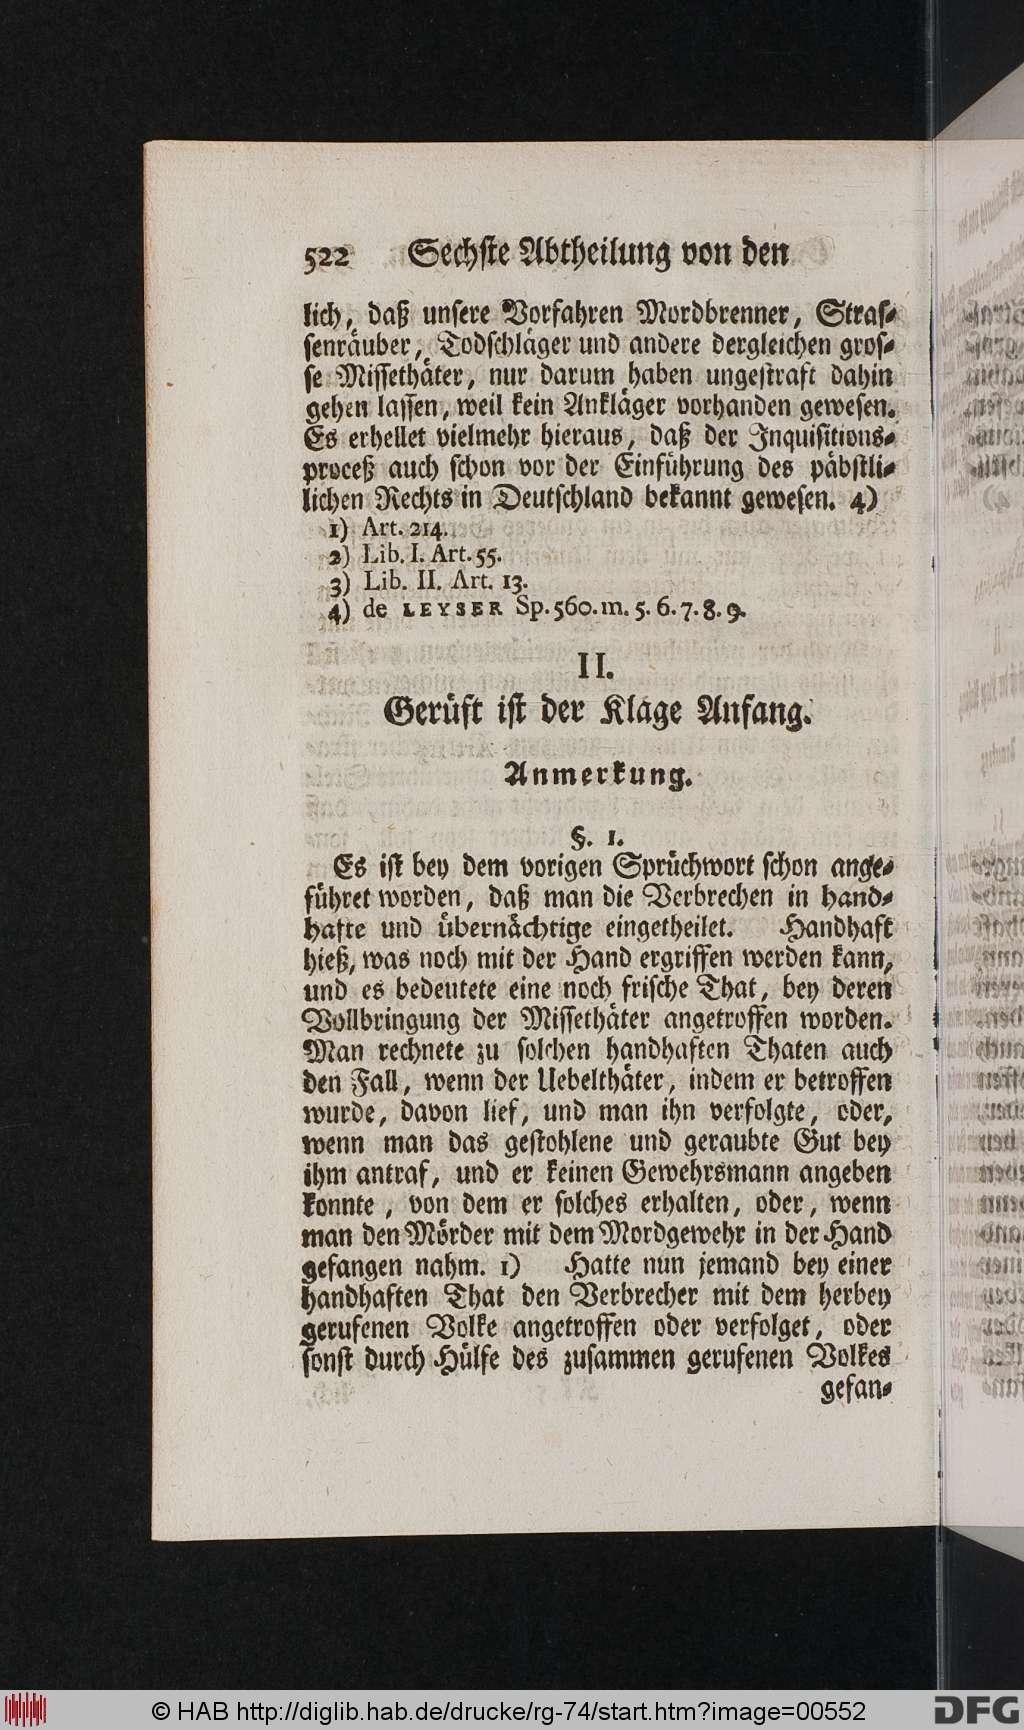 522 Sechste Abtheilung von den
lich, daß unsere Vorfahren Mordbrenner, Stras-
senräuber, Todschläger und andere dergleichen gros-
se Missethäter, nur darum haben ungestraft dahin
gehen lassen, weil kein Ankläger vorhanden gewesen.
Es erhellet vielmehr hieraus, daß der Inquisitions-
proceß auch schon vor der Einführung des päbstli-
lichen Rechts in Deutschland bekannt gewesen. 4)
1) Art. 214.
2) Lib. I. Art. 55.
3) Lib. II. Art. 13.
4) de LEYSER Sp. 560. m. 5. 6. 7. 8. 9.
II.
Gerüft ist der Klage Anfang.
Anmerkung.
§. 1.
Es ist bey dem vorigen Sprüchwort schon ange-
führet worden, daß man die Verbrechen in hand-
hafte und übernächtige eingetheilet. Handhaft
hieß, was noch mit der Hand ergriffen werden kann,
und es bedeutete eine noch frische That, bey deren
Vollbringung der Missethäter angetroffen worden.
Man rechnete zu solchen handhaften Thaten auch
den Fall, wenn der Uebelthäter, indem er betroffen
wurde, davon lief, und man ihn verfolgte, oder,
wenn man das gestohlene und geraubte Gut bey
ihm antraf, und er keinen Gewehrsmann angeben
konnte, von dem er solches erhalten, oder, wenn
man den Mörder mit dem Mordgewehr in der Hand
gefangen nahm. 1) Hatte nun jemand bey einer
handhaften That den Verbrecher mit dem herbey
gerufenen Volke angetroffen oder verfolget, oder
sonst durch Hülfe des zusammen gerufenen Volkes
gefan-
© HAB http://diglib.hab.de/drucke/rg-74/start.htm?image=00552
DFG